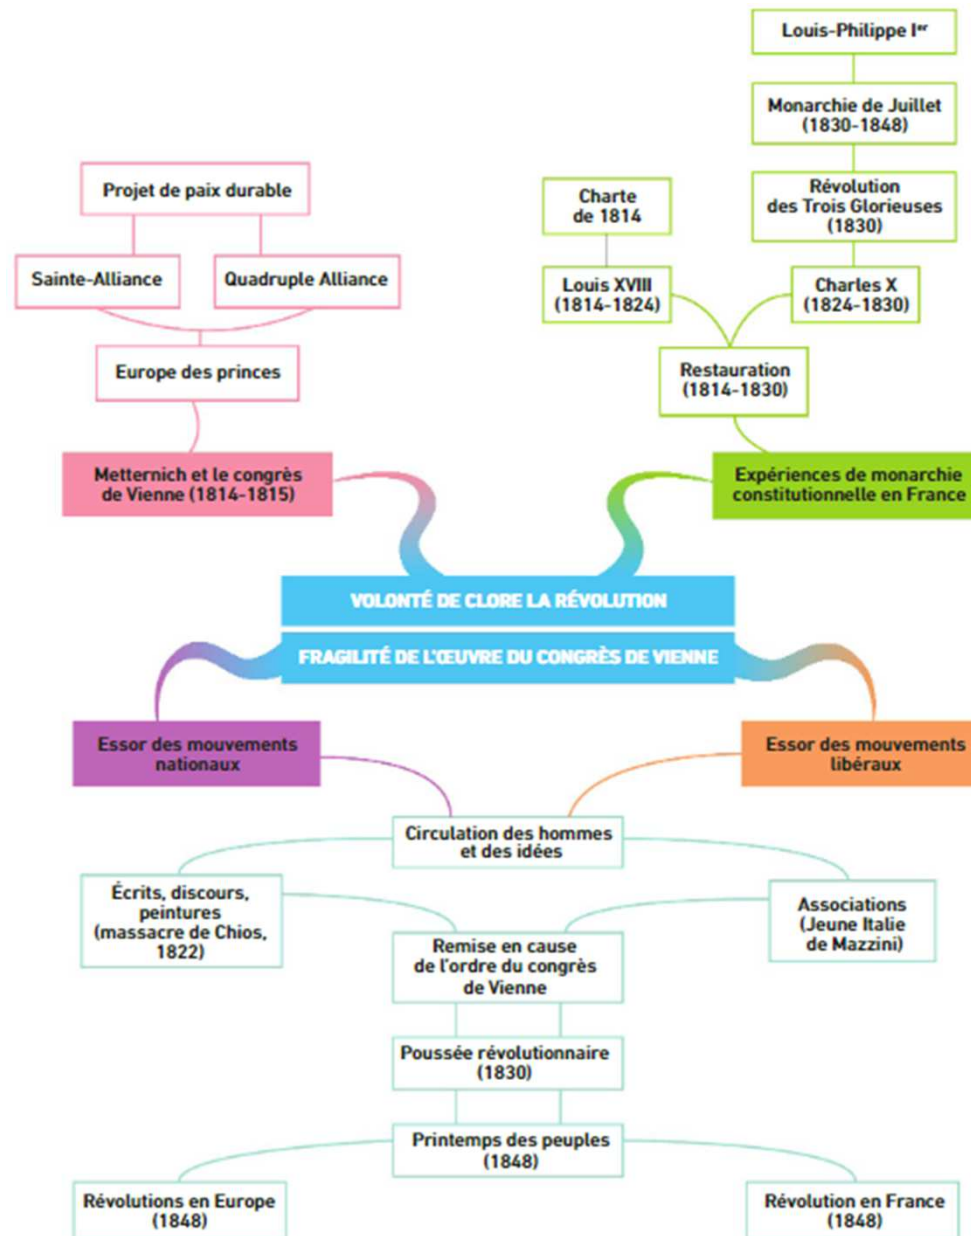 Louis-Philippe Iᵉʳ
Monarchie de Juillet
(1830-1848)
Projet de paix durable
Charte
de 1814
Révolution
des Trois Glorieuses
(1830)
Sainte-Alliance
Quadruple Alliance
Louis XVIII
(1814-1824)
Charles X
(1824-1830)
Europe des princes
Restauration
(1814-1830)
Metternich et le congrès
de Vienne (1814-1815)
Expériences de monarchie
constitutionnelle en France
VOLONTÉ DE CLORE LA RÉVOLUTION
FRAGILITÉ DE L'ŒUVRE DU CONGRÈS DE VIENNE
Essor des mouvements
nationaux
Essor des mouvements
libéraux
Circulation des hommes
et des idées
Écrits, discours,
peintures
(massacre de Chios,
1822)
Associations
(Jeune Italie
de Mazzini)
Remise en cause
de l'ordre du congrès
de Vienne
Poussée révolutionnaire
(1830)
Printemps des peuples
(1848)
Révolutions en Europe
(1848)
Révolution en France
(1848)